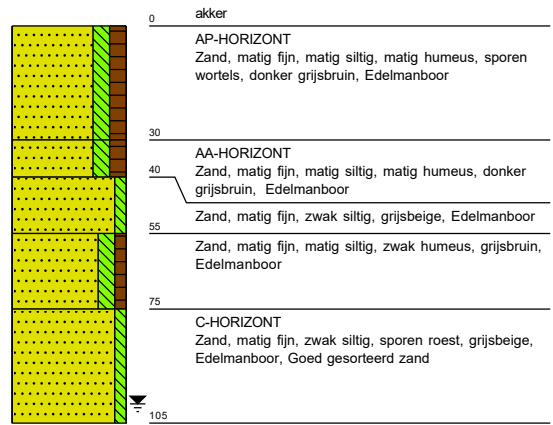 0 akker
AP-HORIZONT
Zand, matig fijn, matig siltig, matig humeus, sporen
wortels, donker grijsbruin, Edelmanboor
30
AA-HORIZONT
Zand, matig fijn, matig siltig, matig humeus, donker
grijsbruin, Edelmanboor
40
Zand, matig fijn, zwak siltig, grijsbeige, Edelmanboor
55
Zand, matig fijn, matig siltig, zwak humeus, grijsbruin,
Edelmanboor
75
C-HORIZONT
Zand, matig fijn, zwak siltig, sporen roest, grijsbeige,
Edelmanboor, Goed gesorteerd zand
105